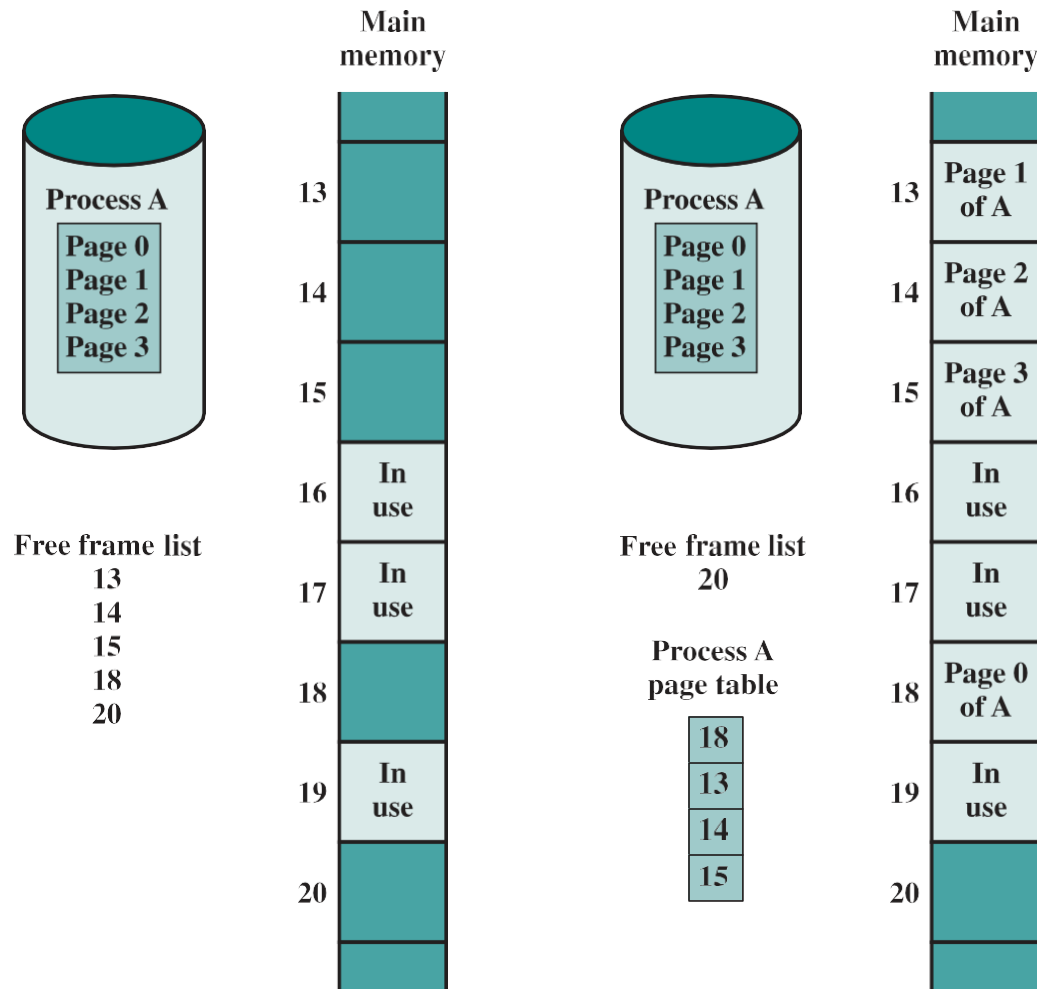 Main
memory
Process A
Page 0
Page 1
Page 2
Page 3
13
14
15
16
In
use
17
In
use
18
19
In
use
20
Free frame list
13
14
15
18
20
Main
memory
Process A
Page 0
Page 1
Page 2
Page 3
Free frame list
20
Process A
page table
18
13
14
15
13
Page 1
of A
14
Page 2
of A
15
Page 3
of A
16
In
use
17
In
use
18
Page 0
of A
19
In
use
20